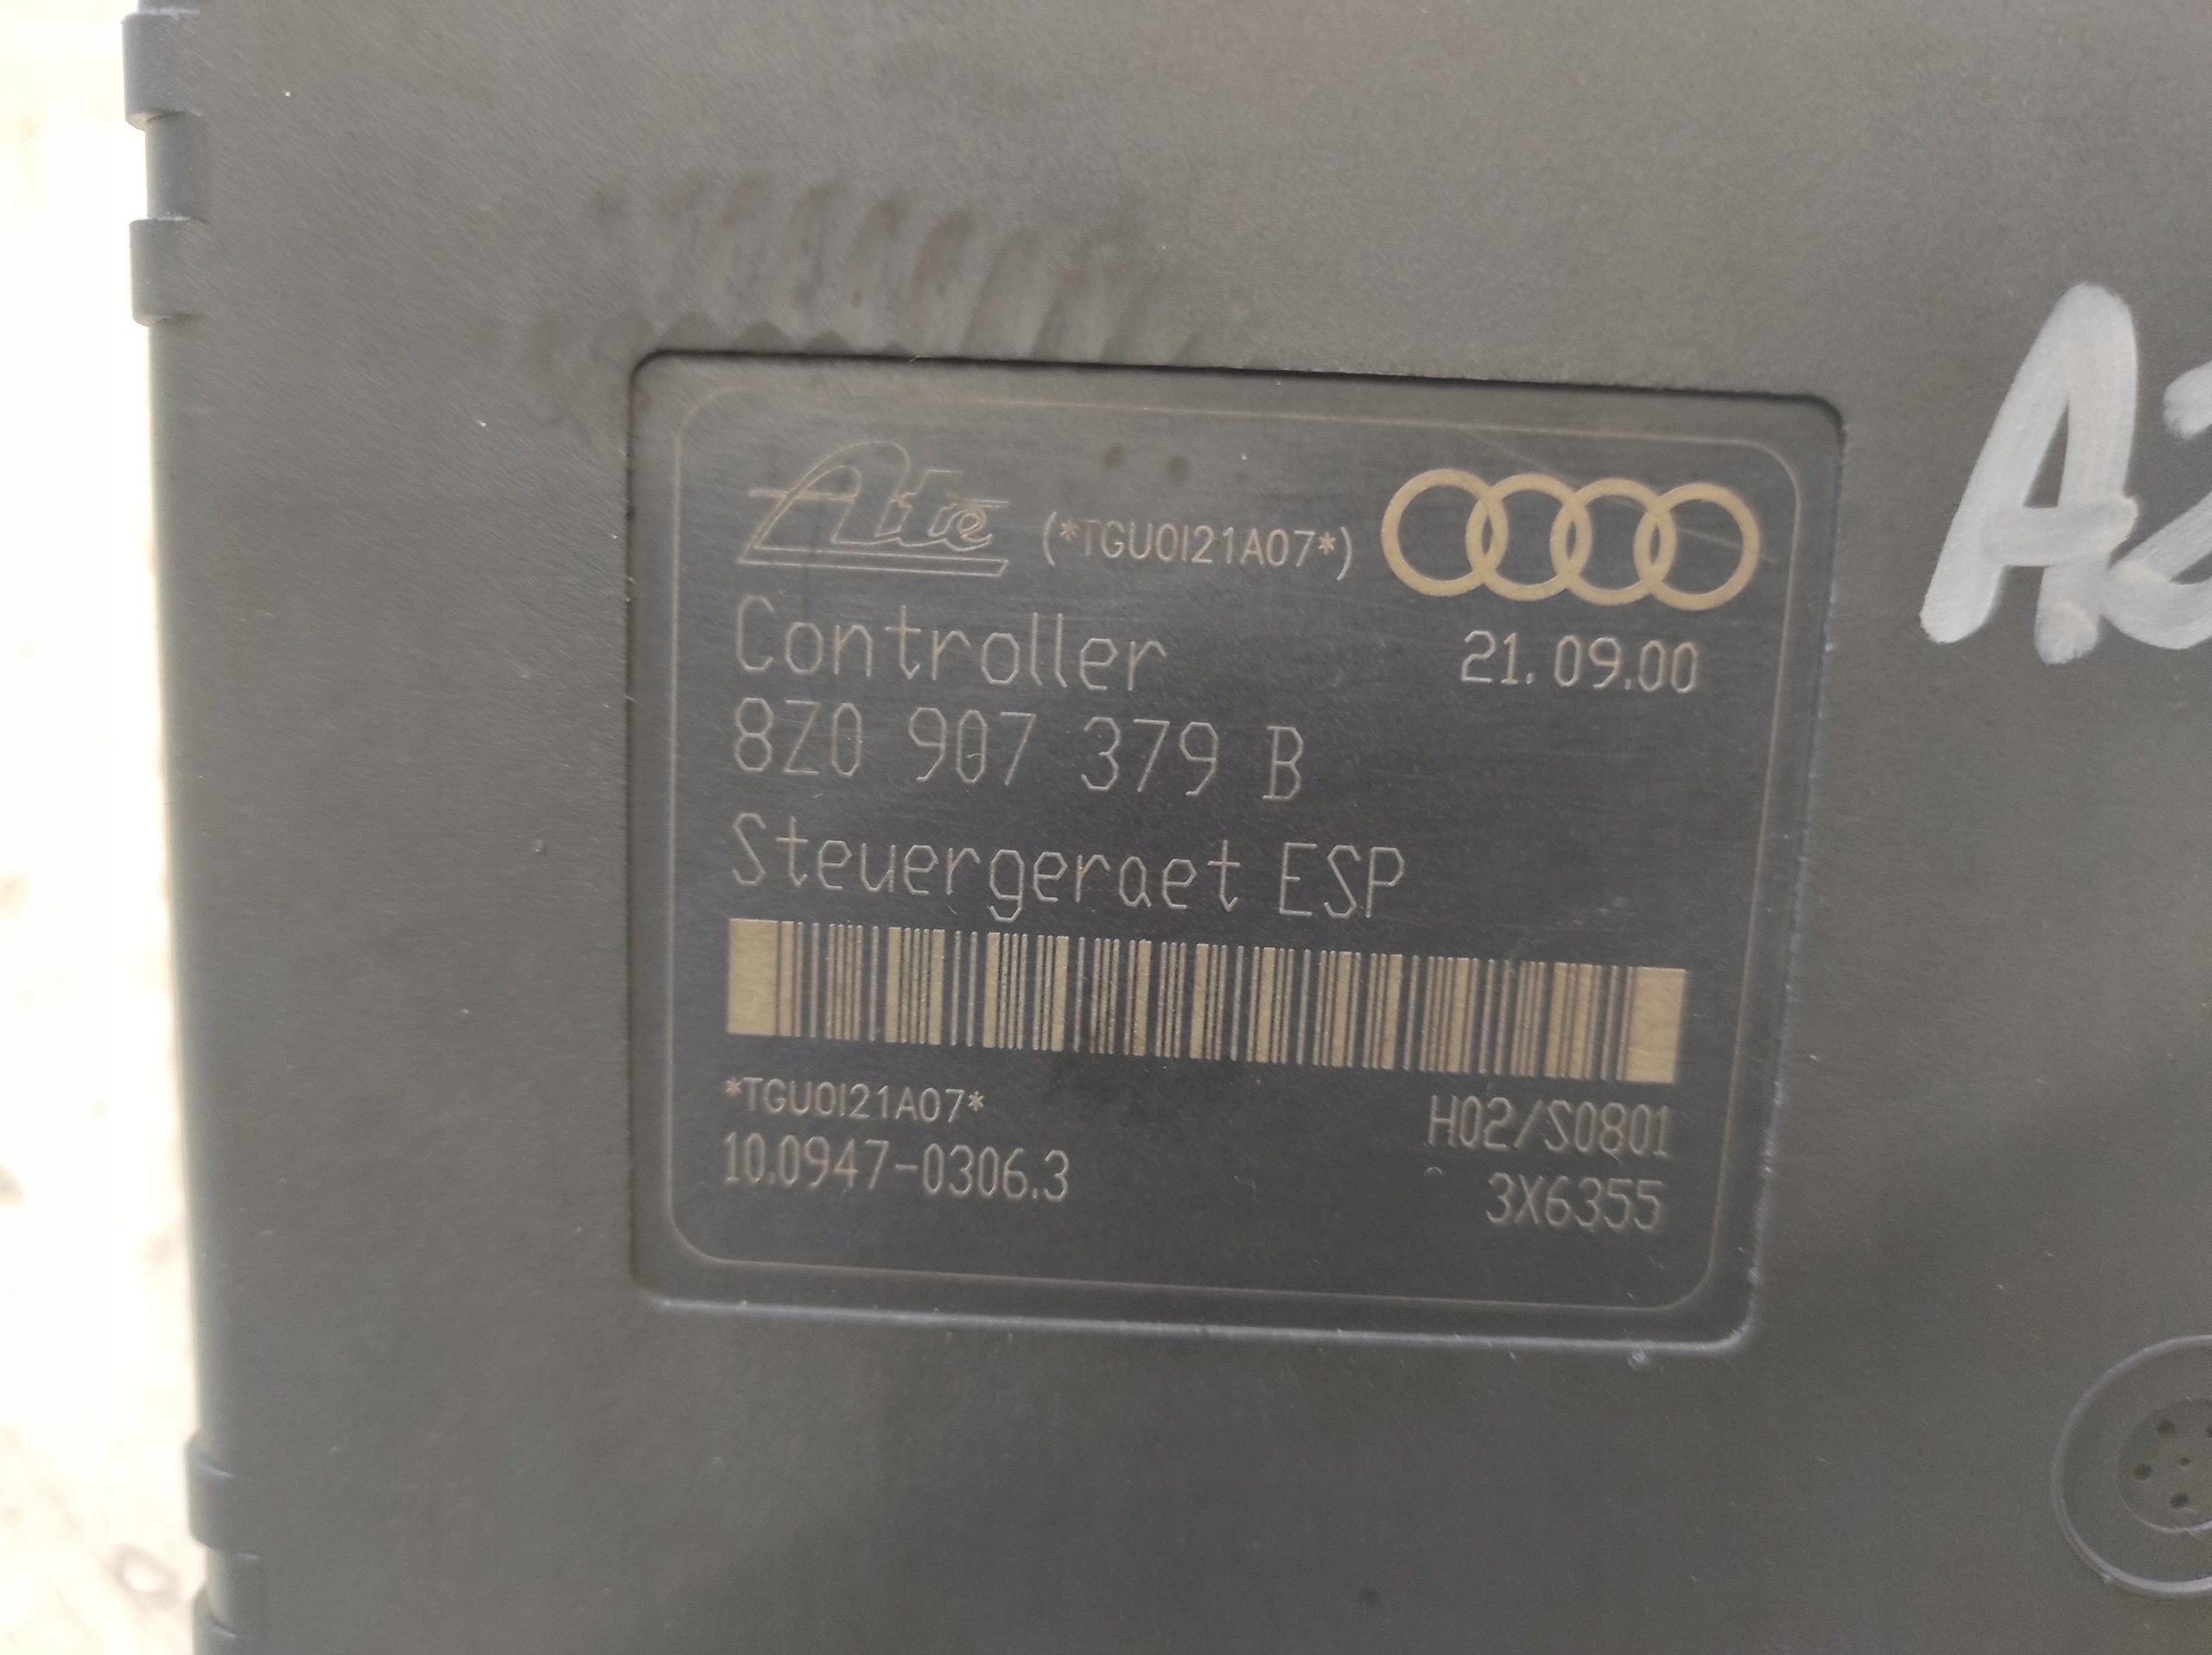 Ate (*TGU0I21A07*)
Controller 21.09.00
8Z0 907 379 B
Steuergeraet ESP
*TGU0I21A07* H02/S0801
10.0947-0306.3 3X6355